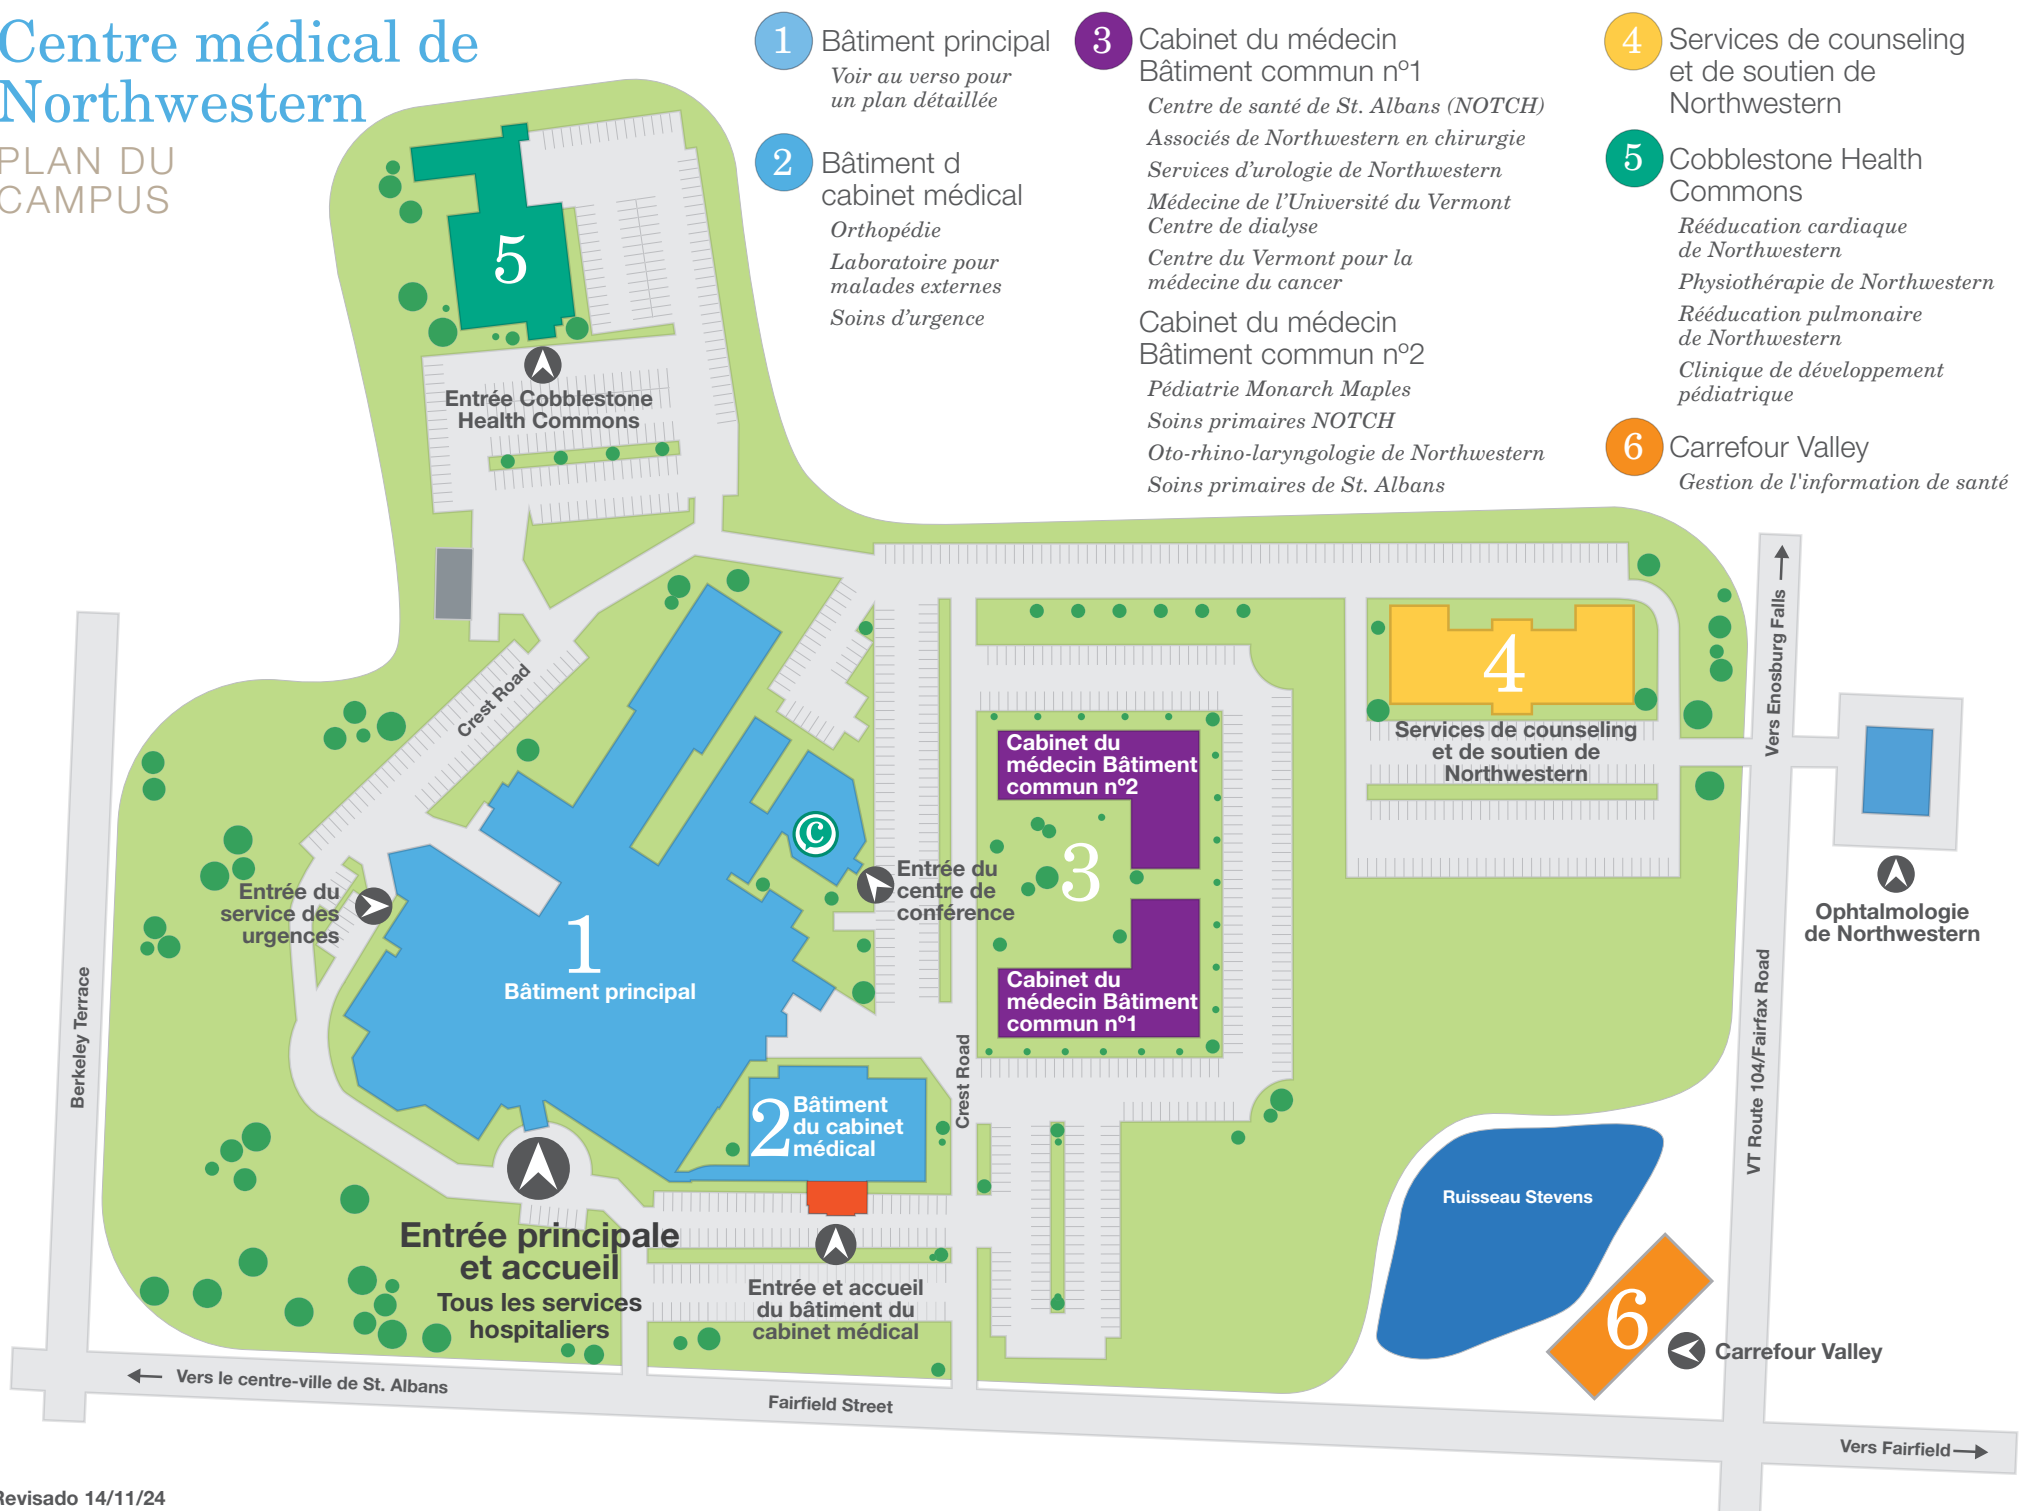 Centre médical de
Northwestern
PLAN DU
CAMPUS
1 Bâtiment principal
Voir au verso pour
un plan détaillée
2 Bâtiment d
cabinet médical
Orthopédie
Laboratoire pour
malades externes
Soins d'urgence
3 Cabinet du médecin
Bâtiment commun nº1
Centre de santé de St. Albans (NOTCH)
Associés de Northwestern en chirurgie
Services d'urologie de Northwestern
Médecine de l'Université du Vermont
Centre de dialyse
Centre du Vermont pour la
médecine du cancer
Cabinet du médecin
Bâtiment commun nº2
Pédiatrie Monarch Maples
Soins primaires NOTCH
Oto-rhino-laryngologie de Northwestern
Soins primaires de St. Albans
4 Services de counseling
et de soutien de
Northwestern
5 Cobblestone Health
Commons
Rééducation cardiaque
de Northwestern
Physiothérapie de Northwestern
Rééducation pulmonaire
de Northwestern
Clinique de développement
pédiatrique
6 Carrefour Valley
Gestion de l'information de santé
5
Entrée Cobblestone
Health Commons
Crest Road
Vers Enosburg Falls
4
Services de counseling
et de soutien de
Northwestern
Cabinet du
médecin Bâtiment
commun nº2
3
Cabinet du
médecin Bâtiment
commun nº1
C
Entrée du
centre de
conférence
Entrée du
service des
urgences
1
Bâtiment principal
Ophtalmologie
de Northwestern
Berkeley Terrace
Crest Road
VT Route 104/Fairfax Road
2
Bâtiment
du cabinet
médical
Ruisseau Stevens
Entrée principale
et accueil
Tous les services
hospitaliers
Entrée et accueil
du bâtiment du
cabinet médical
6
Carrefour Valley
Vers le centre-ville de St. Albans
Fairfield Street
Vers Fairfield
Revisado 14/11/24